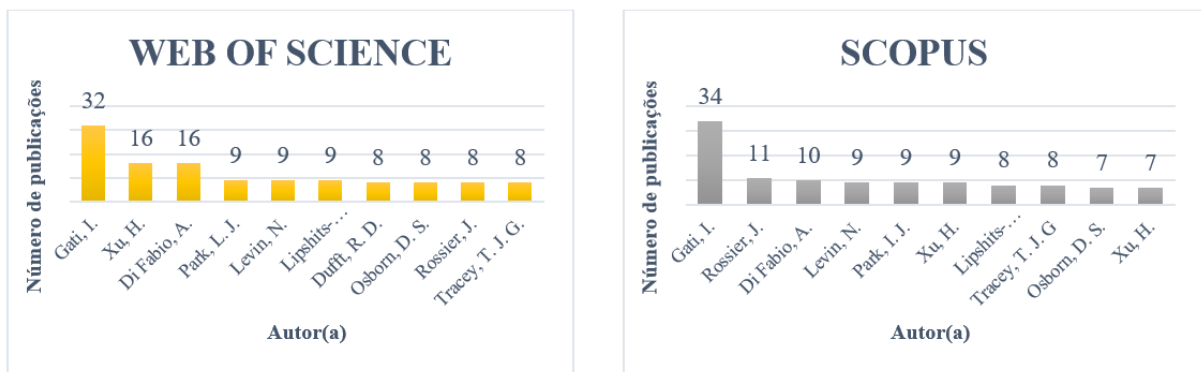 WEB OF SCIENCE
Número de publicações
32
16
16
9
9
9
8
8
8
8
Gati, I.
Xu, H.
Di Fabio, A.
Park, L. J.
Levin, N.
Lipshits-...
Dufft, R. D.
Osborn, D. S.
Rossier, J.
Tracey, T. J. G.
Autor(a)
SCOPUS
Número de publicações
34
11
10
9
9
9
8
8
7
7
Gati, I.
Rossier, J.
Di Fabio, A.
Levin, N.
Park, I. J.
Xu, H.
Lipshits-...
Tracey, T. J. G
Osborn, D. S.
Xu, H.
Autor(a)